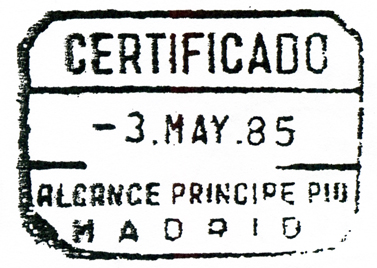 CERTIFICADO
-3.MAY.85
ALCANCE PRINCIPE PIO
MADRID